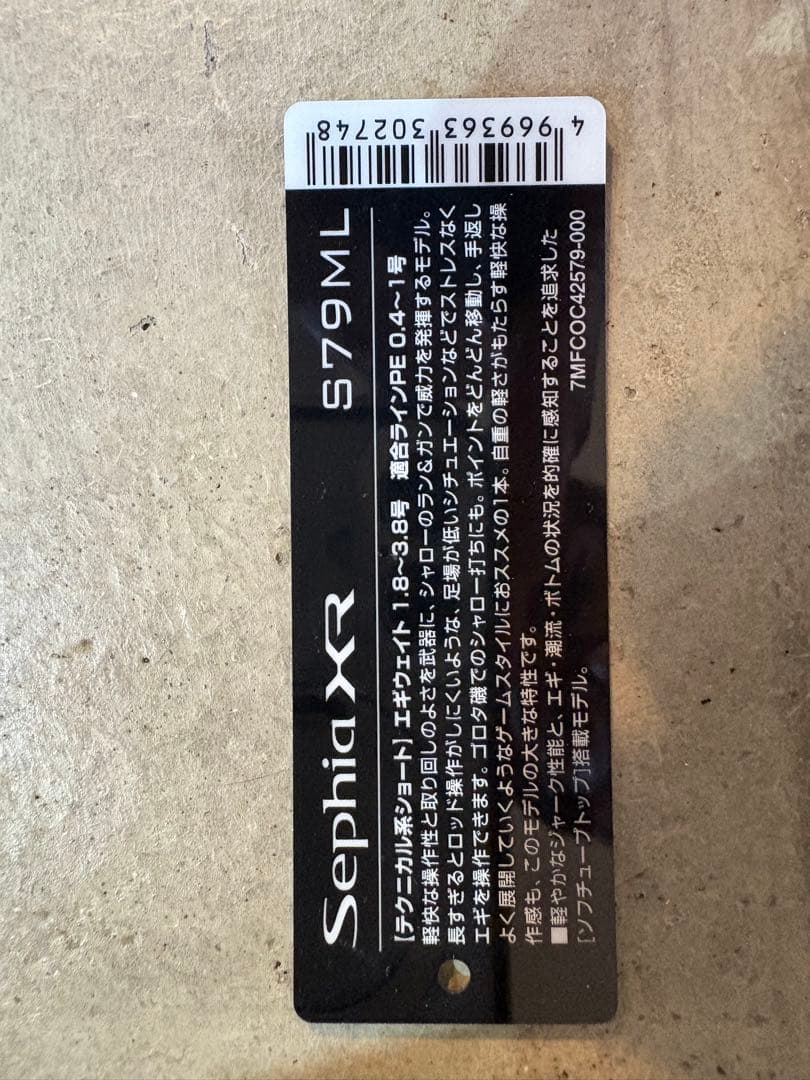 Sephia XR S79ML
[テクニカル系ショート] エギウェイト 1.8〜3.8号 適合ラインPE 0.4〜1号
軽快な操作性と取り回しのよさを武器に、シャローのラン&ガンで威力を発揮するモデル。
長すぎるとロッド操作がしにくいような、足場が低いシチュエーションなどでストレスなく
エギを操作できます。ゴロタ磯でのシャロー打ちにも。ポイントをどんどん移動し、手返し
よく展開していくようなゲームスタイルにおススメの1本。自重の軽さがもたらす軽快な操
作感も、このモデルの大きな特性です。
■軽やかなジャーク性能と、エギ・潮流・ボトムの状況を的確に感知することを追求した
[ソフチューブトップ]搭載モデル。 7MFCOC42579-000
4 969363 302748